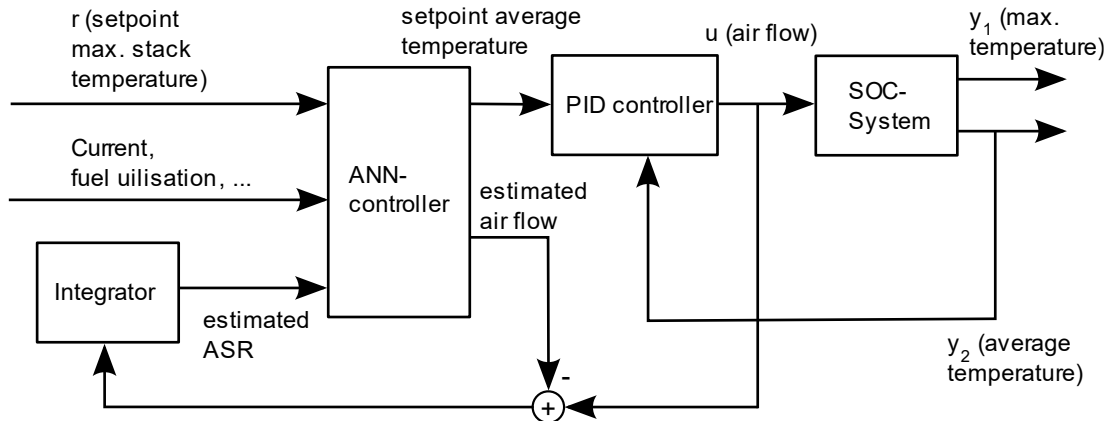 r (setpoint
max. stack
temperature)
setpoint average
temperature
u (air flow)
y1 (max.
temperature)
PID controller
SOC-
System
Current,
fuel uilisation, ...
ANN-
controller
estimated
air flow
Integrator
estimated
ASR
y2 (average
temperature)
-
+